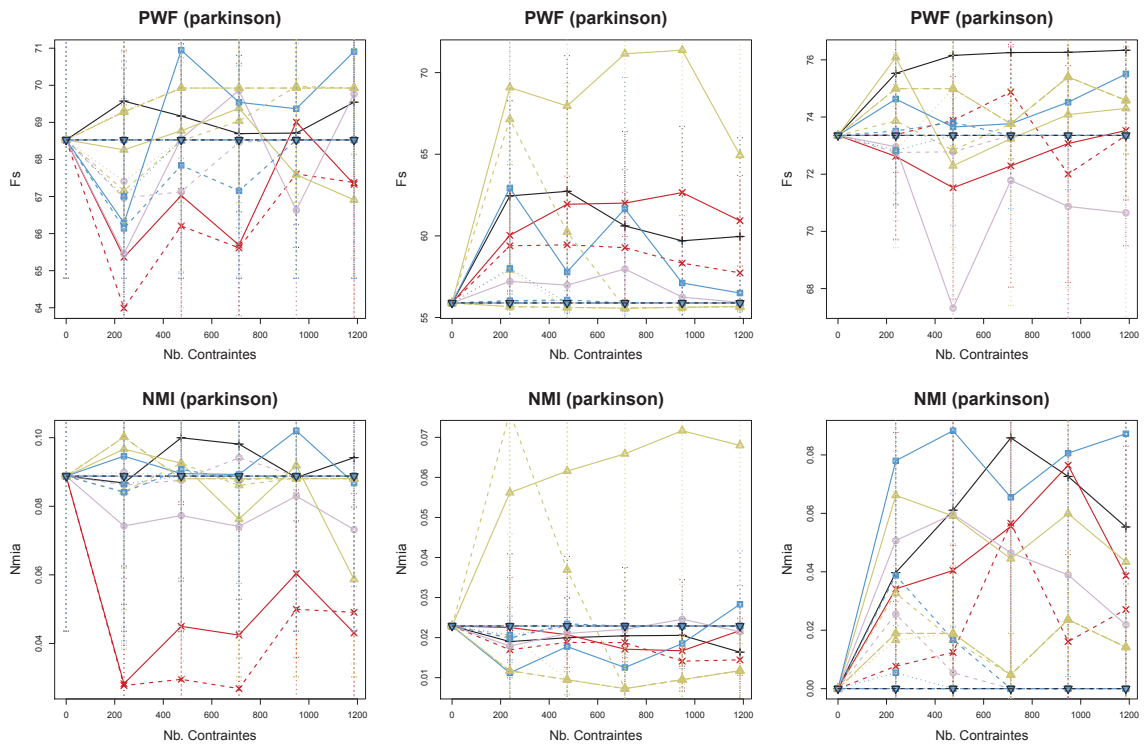 PWF (parkinson)
Fs
71
70
69
68
67
66
65
64
0 200 400 600 800 1000 1200
Nb. Contraintes
PWF (parkinson)
Fs
70
65
60
55
0 200 400 600 800 1000 1200
Nb. Contraintes
PWF (parkinson)
Fs
76
74
72
70
68
0 200 400 600 800 1000 1200
Nb. Contraintes
NMI (parkinson)
Nmia
0.10
0.08
0.06
0.04
0 200 400 600 800 1000 1200
Nb. Contraintes
NMI (parkinson)
Nmia
0.07
0.06
0.05
0.04
0.03
0.02
0.01
0 200 400 600 800 1000 1200
Nb. Contraintes
NMI (parkinson)
Nmia
0.08
0.06
0.04
0.02
0.00
0 200 400 600 800 1000 1200
Nb. Contraintes